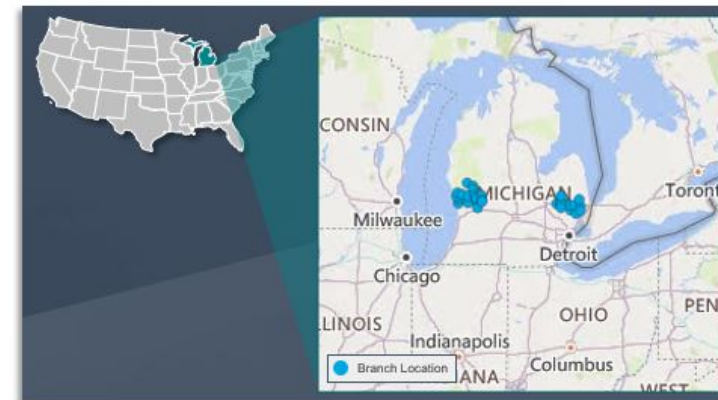 CONSIN
MICHIGAN
Toront
Milwaukee
Detroit
Chicago
PEN
OHIO
LLINOIS
Indianapolis
Columbus
Branch Location
ANA
WEST